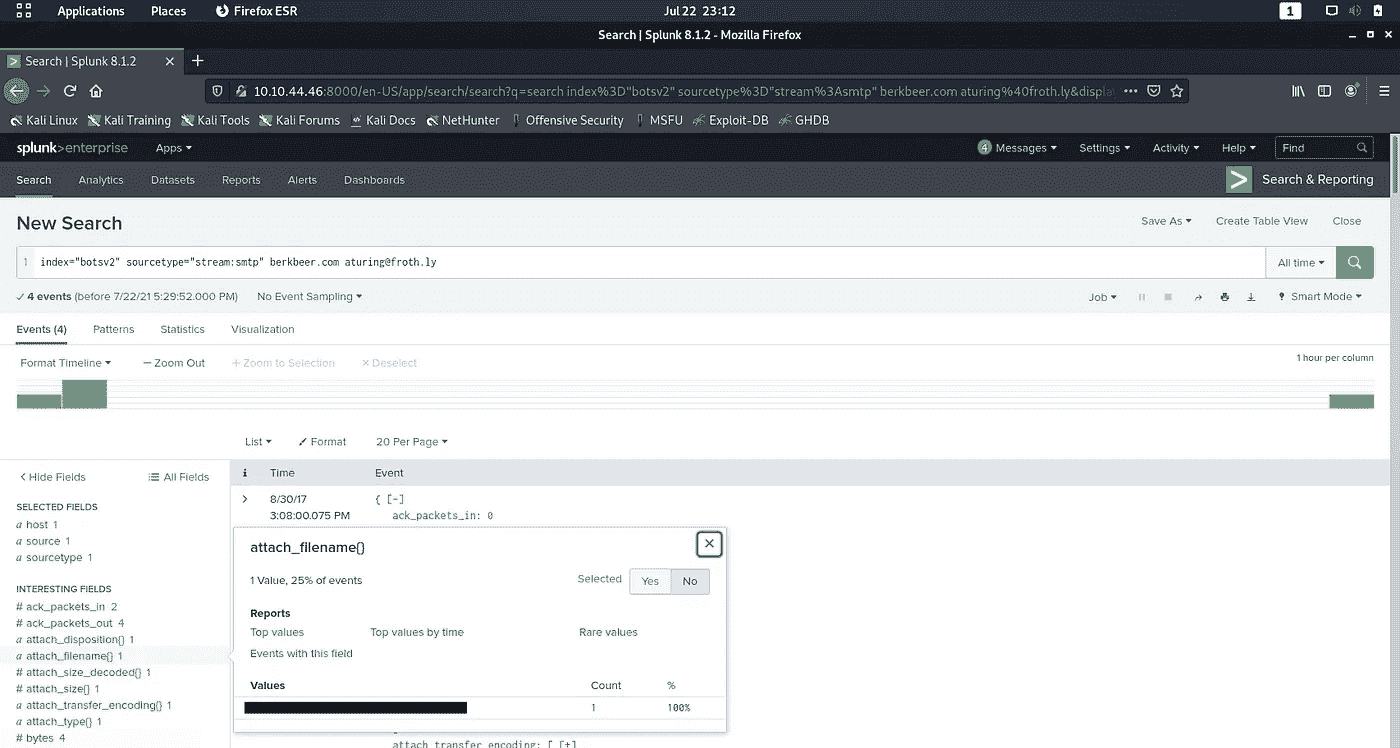 Applications Places Firefox ESR Jul 22 23:12 1
Search | Splunk 8.1.2 - Mozilla Firefox
Search | Splunk 8.1.2
10.10.44.46:8000/en-US/app/search/search?q=search index%3D"botsv2" sourcetype%3D"stream%3Asmtp" berkbeer.com aturing%40froth.ly&displa
Kali Linux Kali Training Kali Tools Kali Forums Kali Docs NetHunter Offensive Security MSFU Exploit-DB GHDB
splunk>enterprise Apps 4 Messages Settings Activity Help Find
Search Analytics Datasets Reports Alerts Dashboards Search & Reporting
New Search Save As Create Table View Close
1 index="botsv2" sourcetype="stream:smtp" berkbeer.com aturing@froth.ly All time
4 events (before 7/22/21 5:29:52.000 PM) No Event Sampling Job Smart Mode
Events (4) Patterns Statistics Visualization
Format Timeline Zoom Out + Zoom to Selection × Deselect 1 hour per column
List Format 20 Per Page
Hide Fields All Fields i Time Event
SELECTED FIELDS
a host 1
a source 1
a sourcetype 1
8/30/17
3:08:00.075 PM
{ [-]
ack_packets_in: 0
INTERESTING FIELDS
# ack_packets_in 2
# ack_packets_out 4
a attach_disposition{} 1
a attach_filename{} 1
# attach_size_decoded{} 1
# attach_size{} 1
a attach_transfer_encoding{} 1
a attach_type{} 1
# bytes 4
attach_filename{}
1 Value, 25% of events Selected Yes No
Reports
Top values Top values by time Rare values
Events with this field
Values Count %
1 100%
attach_transfer_encoding: [ [+]